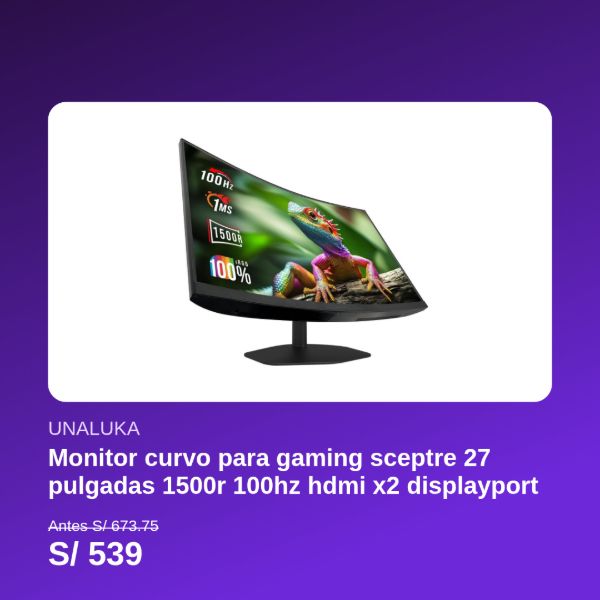 100Hz
1MS
1500R
sRGB
100%
UNALUKA
Monitor curvo para gaming sceptre 27
pulgadas 1500r 100hz hdmi x2 displayport
Antes S/ 673.75
S/ 539